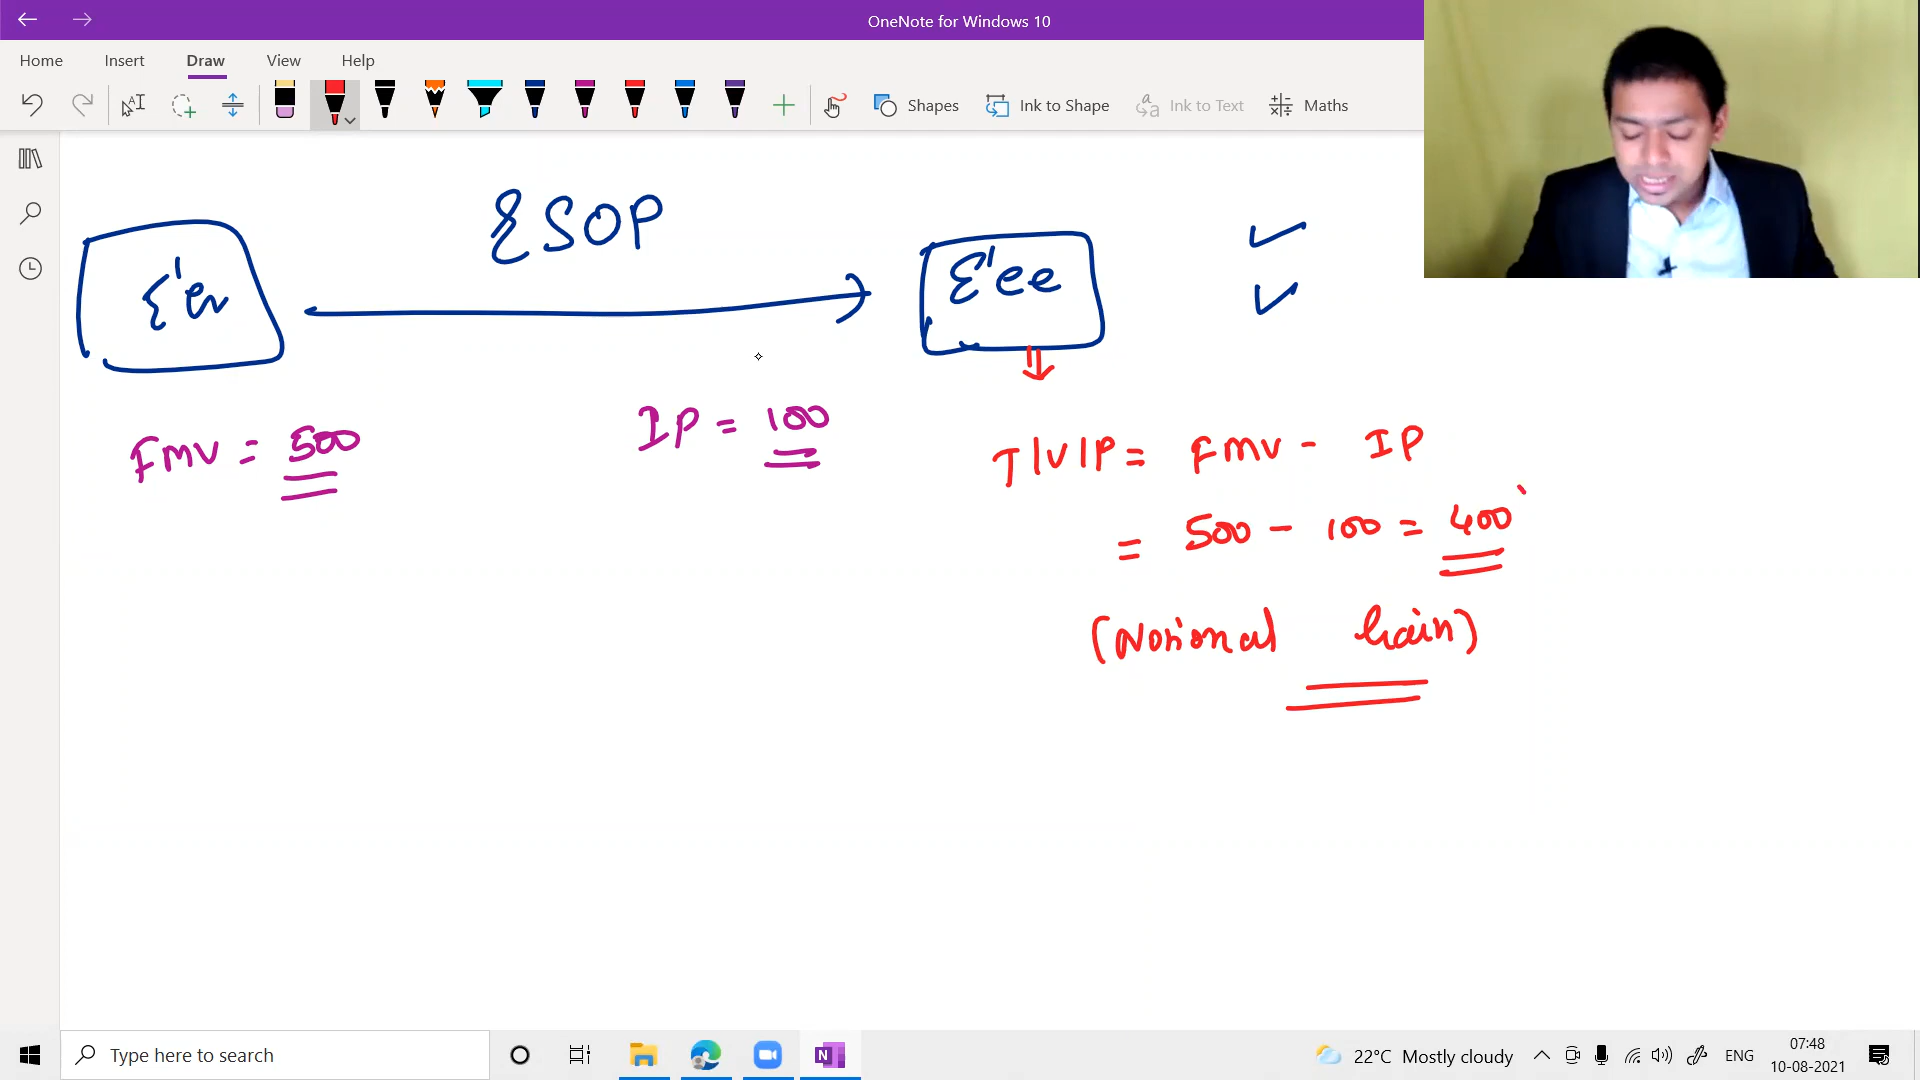 OneNote for Windows 10
Home Insert Draw View Help
Shapes Ink to Shape Ink to Text Maths
ESOP
E'er
E'ee
FMV = 500
IP = 100
T/V/P = FMV - IP
= 500 - 100 = 400
(Notional Gain)
Type here to search
22°C Mostly cloudy
ENG
07:48
10-08-2021